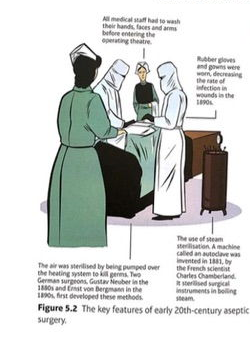 All medical staff had to wash
their hands, faces and arms
before entering the
operating theatre.
Rubber gloves
and gowns were
worn, decreasing
the rate of
infection in
wounds in the
1890s.
The use of steam
sterilisation. A machine
called an autoclave was
invented in 1881, by
the French scientist
Charles Chamberland.
It sterilised surgical
instruments in boiling
steam.
The air was sterilised by being pumped over
the heating system to kill germs. Two
German surgeons, Gustav Neuber in the
1880s and Ernst von Bergmann in the
1890s, first developed these methods.
Figure 5.2 The key features of early 20th-century aseptic
surgery.